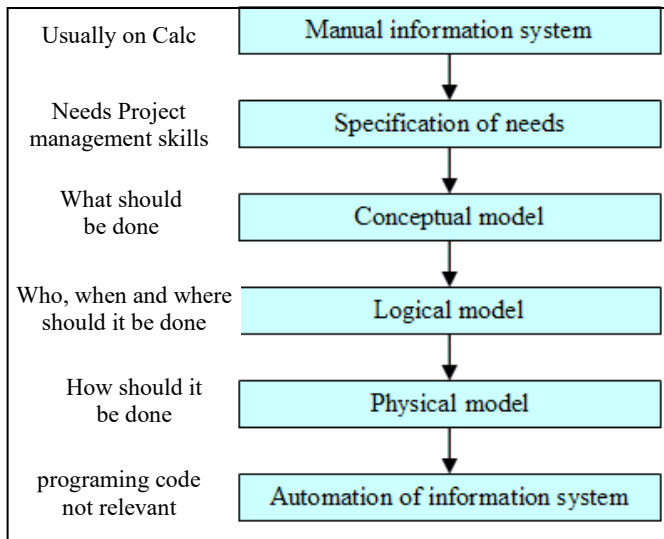 Usually on Calc
Manual information system
Needs Project
management skills
Specification of needs
What should
be done
Conceptual model
Who, when and where
should it be done
Logical model
How should it
be done
Physical model
programing code
not relevant
Automation of information system